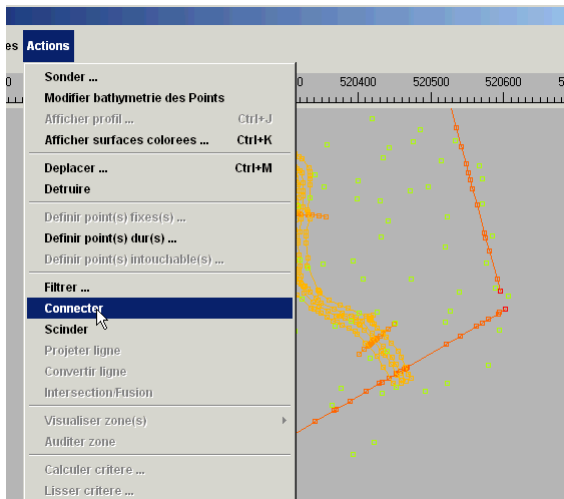 es Actions
0 520400 520500 520600 5
Sonder ...
Modifier bathymetrie des Points
Afficher profil ... Ctrl+J
Afficher surfaces colorees ... Ctrl+K
Deplacer ... Ctrl+M
Detruire
Definir point(s) fixes(s) ...
Definir point(s) dur(s) ...
Definir point(s) intouchable(s) ...
Filtrer ...
Connecter
Scinder
Projeter ligne
Convertir ligne
Intersection/Fusion
Visualiser zone(s)
Auditer zone
Calculer critere ...
Lisser critere ...